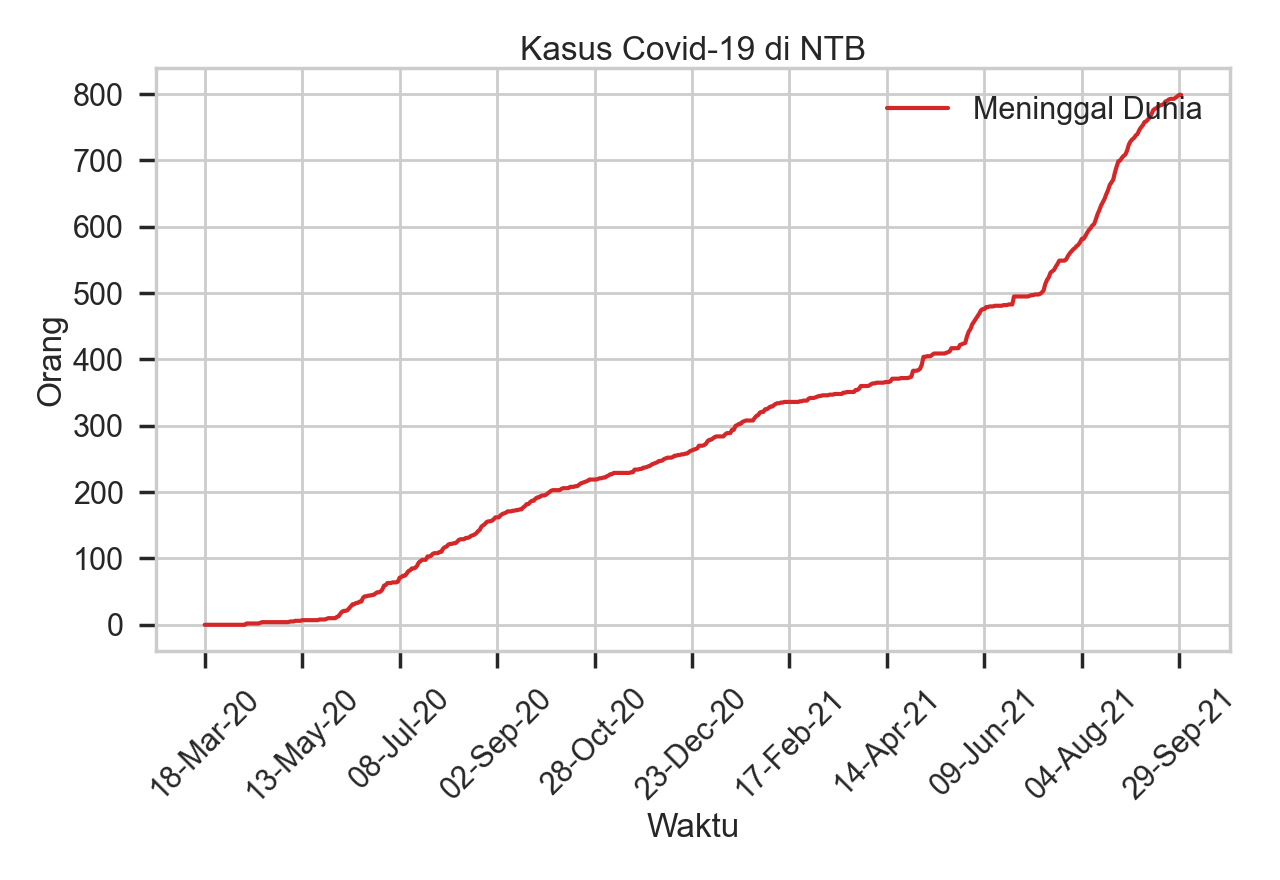 Kasus Covid-19 di NTB
Meninggal Dunia
800
700
600
500
400
300
200
100
0
Orang
18-Mar-20
13-May-20
08-Jul-20
02-Sep-20
28-Oct-20
23-Dec-20
17-Feb-21
14-Apr-21
09-Jun-21
04-Aug-21
29-Sep-21
Waktu